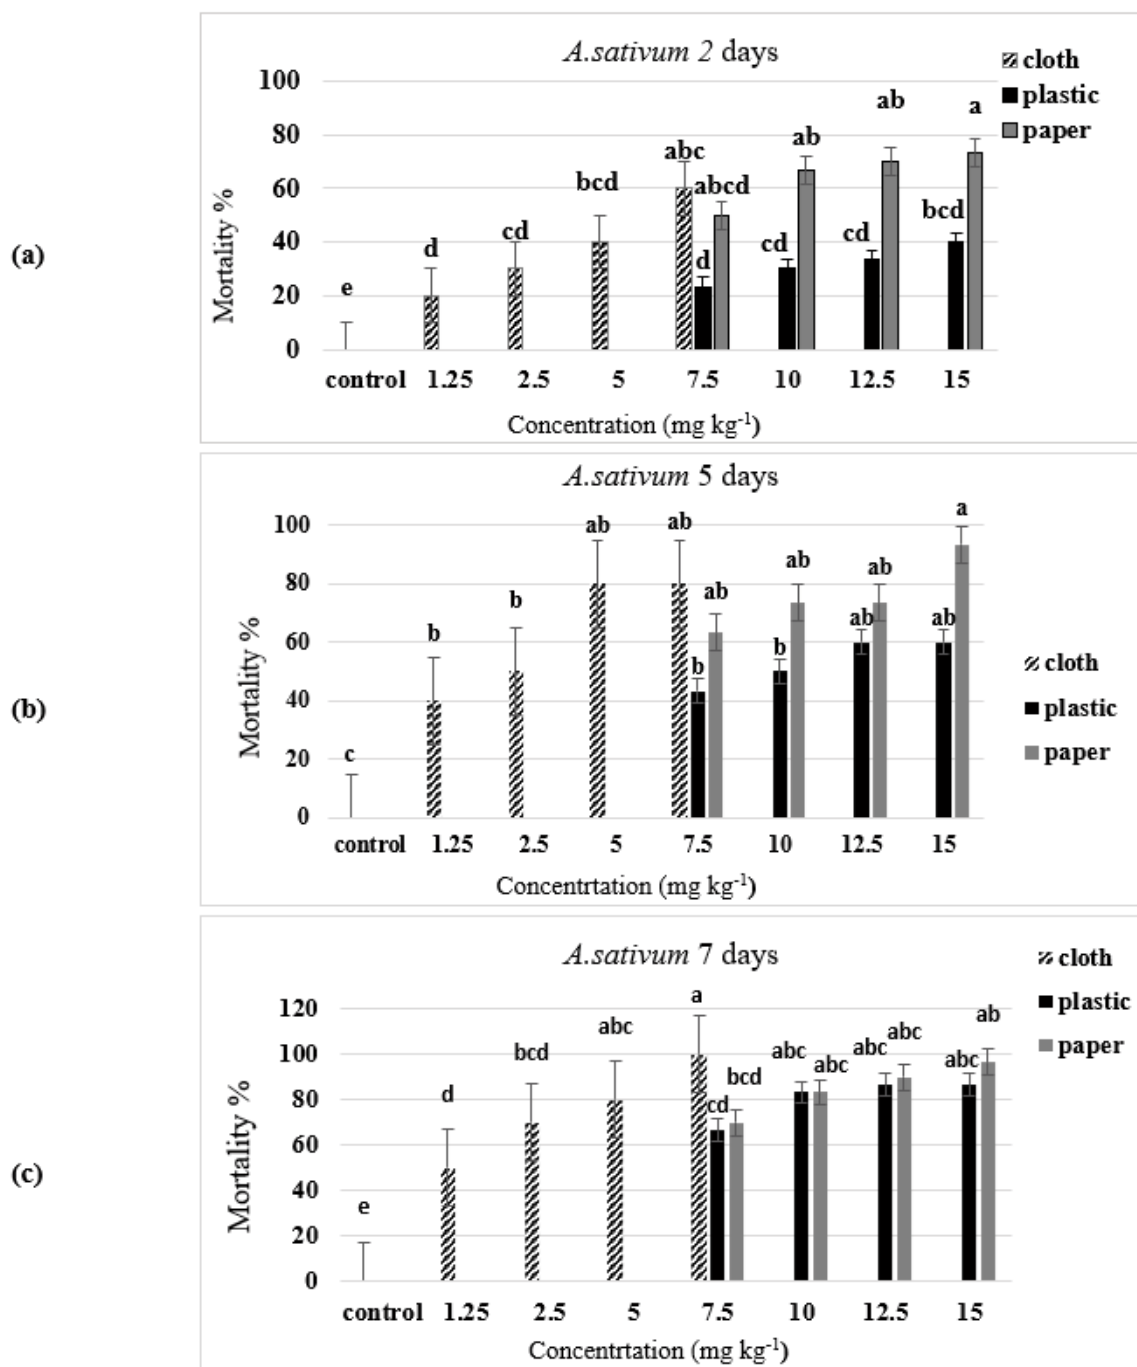 (a)
A.sativum 2 days
cloth
plastic
paper
Mortality %
100
80
60
40
20
0
e
d
cd
bcd
abc
d
abcd
cd
ab
cd
ab
bcd
a
control 1.25 2.5 5 7.5 10 12.5 15
Concentration (mg kg-1)
(b)
A.sativum 5 days
cloth
plastic
paper
Mortality %
100
80
60
40
20
0
c
b
b
ab
ab
b
ab
b
ab
ab
ab
ab
a
control 1.25 2.5 5 7.5 10 12.5 15
Concentrtation (mg kg-1)
(c)
A.sativum 7 days
cloth
plastic
paper
Mortality %
120
100
80
60
40
20
0
e
d
bcd
abc
a
cd
bcd
abc
abc
abc
abc
abc
ab
control 1.25 2.5 5 7.5 10 12.5 15
Concentrtation (mg kg-1)